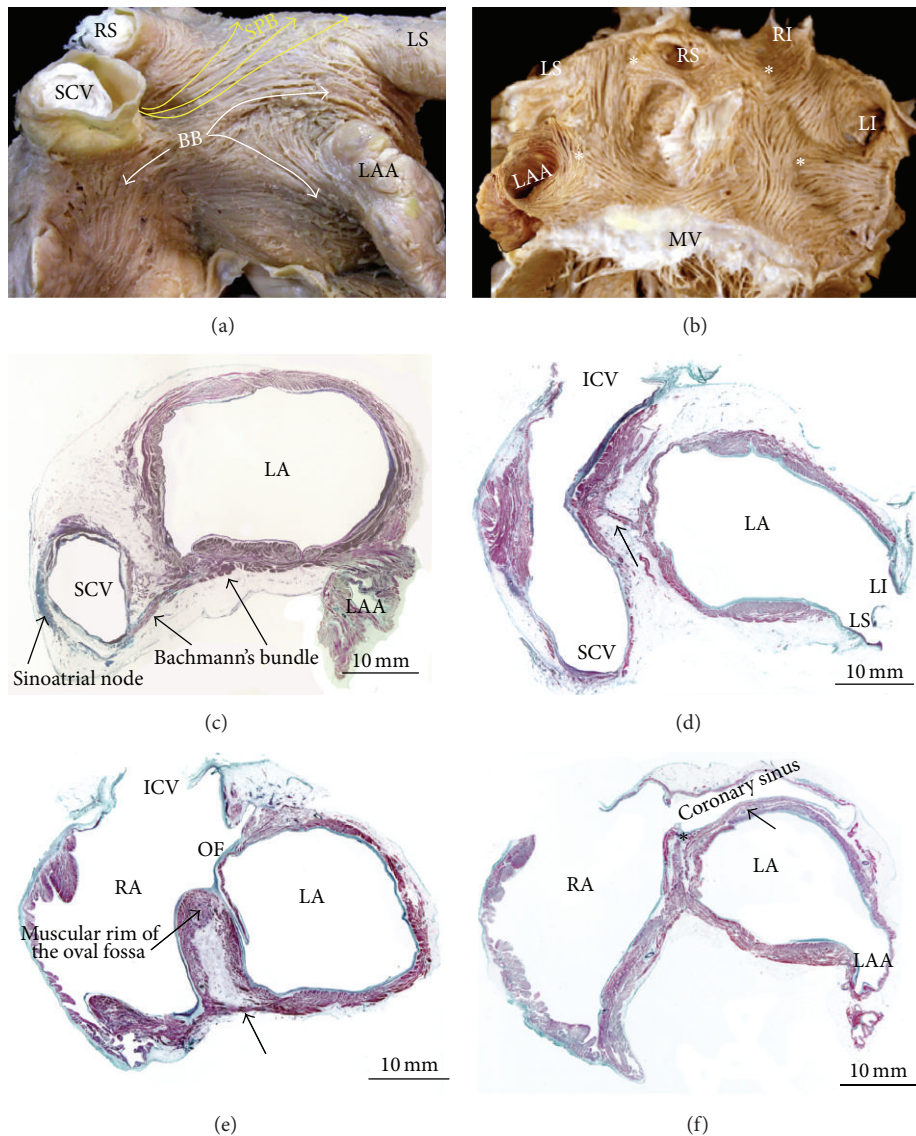 RS
SPB
LS
SCV
BB
LAA
(a)
RI
RS
LS
*
*
LI
*
*
LAA
MV
(b)
LA
SCV
LAA
Sinoatrial node
Bachmann's bundle
10 mm
(c)
ICV
LA
LI
LS
SCV
10 mm
(d)
ICV
OF
RA
LA
Muscular rim of
the oval fossa
10 mm
(e)
Coronary sinus
*
RA
LA
LAA
10 mm
(f)